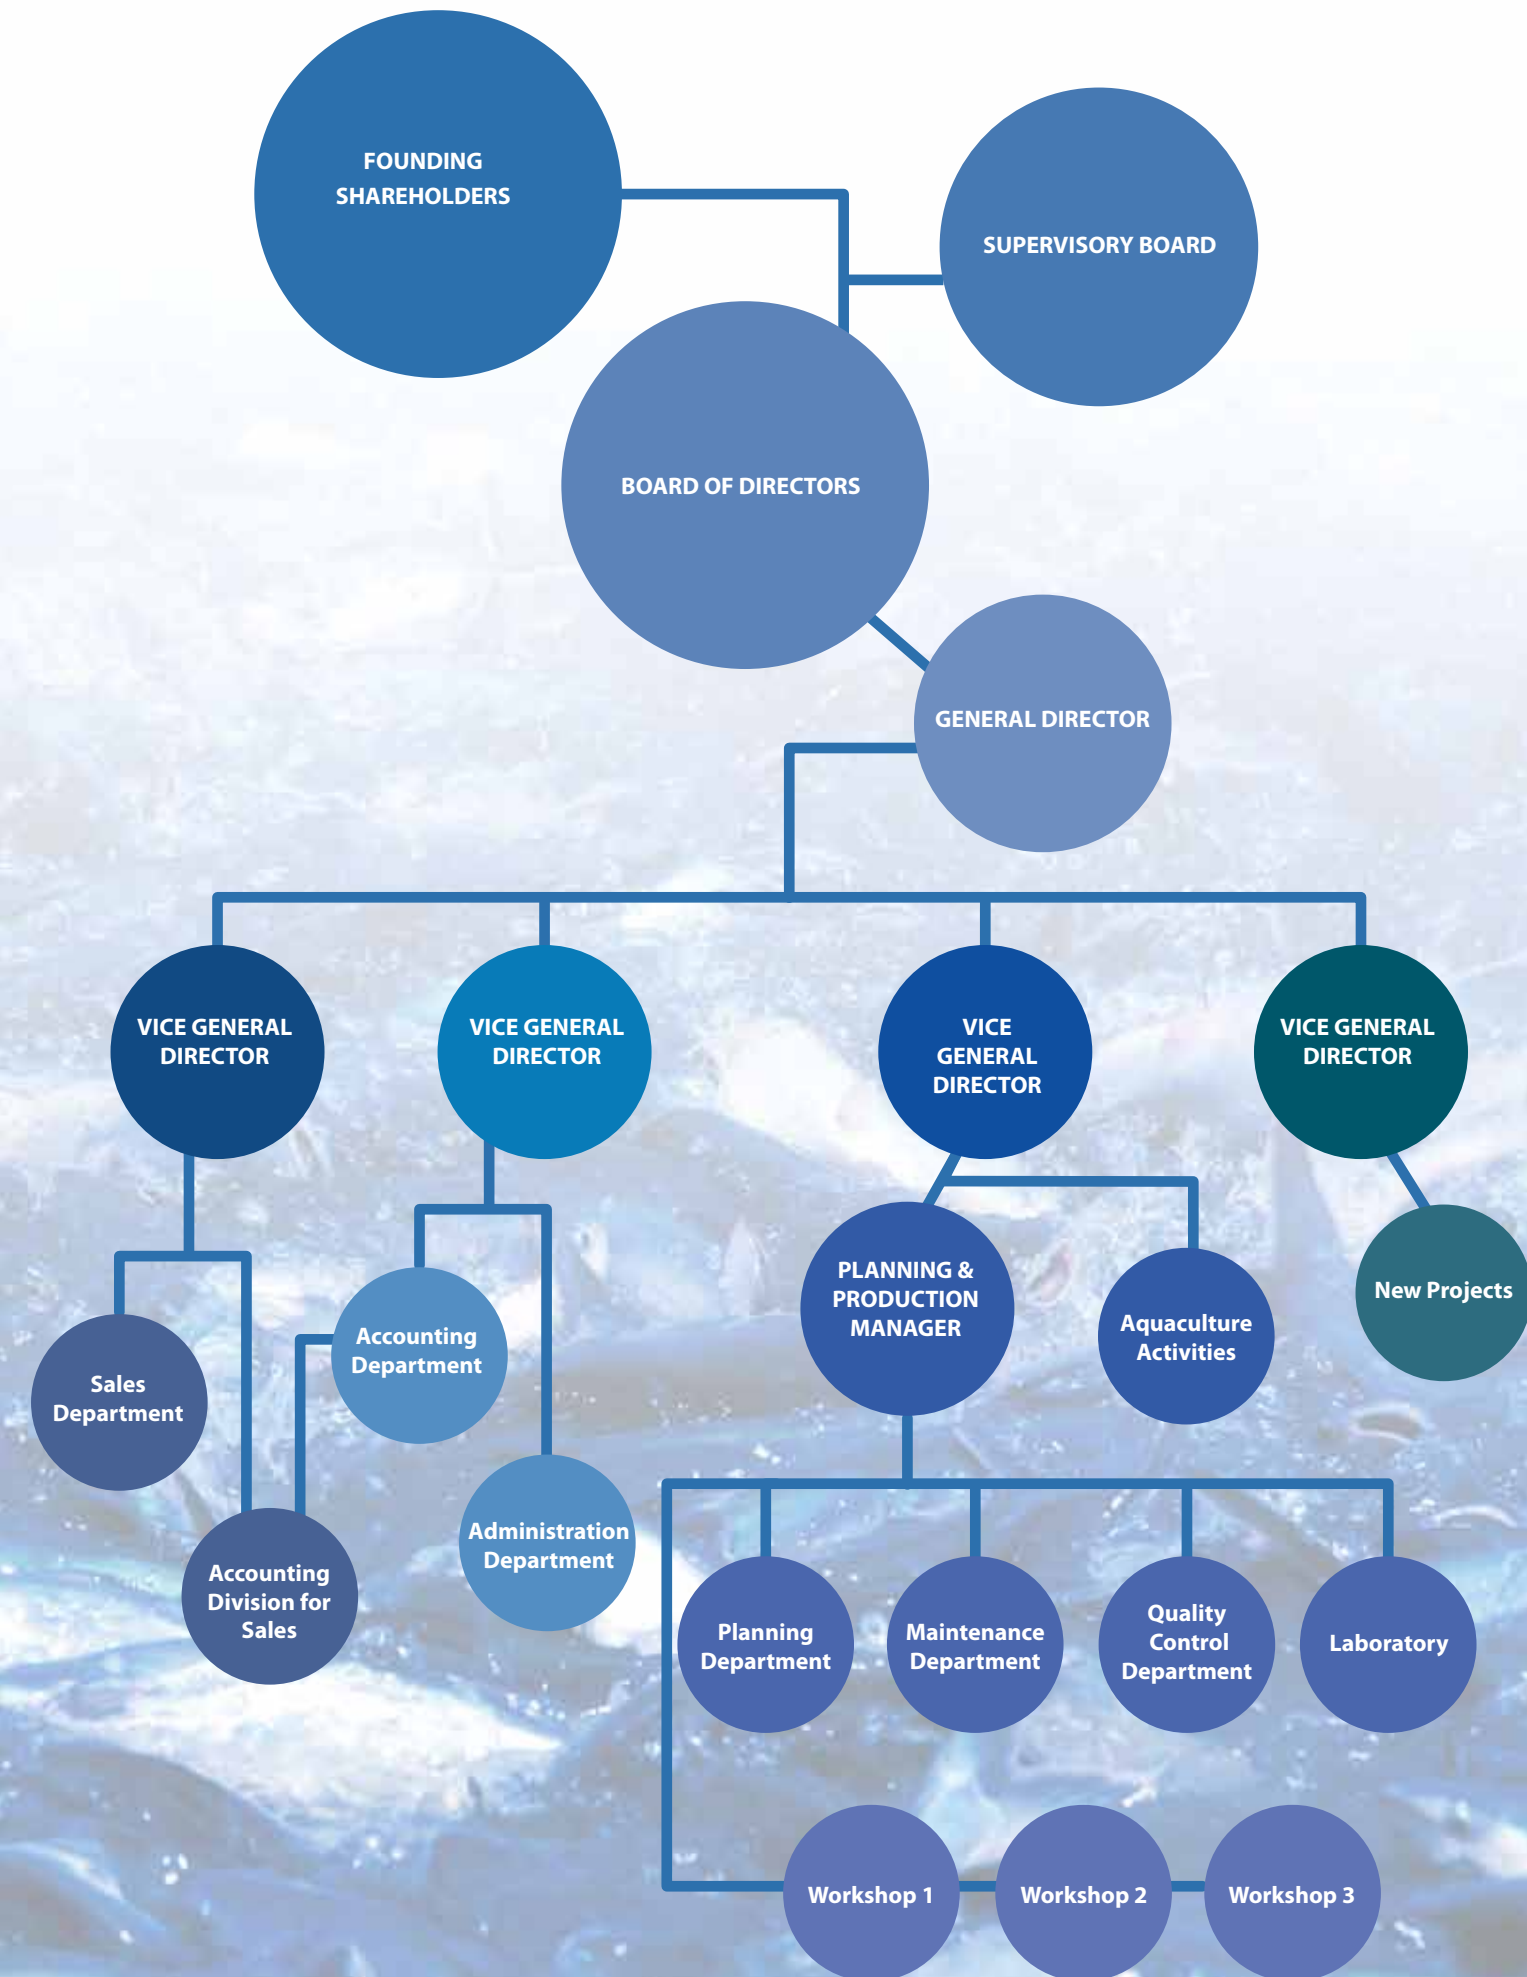 FOUNDING
SHAREHOLDERS
SUPERVISORY BOARD
BOARD OF DIRECTORS
GENERAL DIRECTOR
VICE GENERAL
DIRECTOR
VICE GENERAL
DIRECTOR
VICE
GENERAL
DIRECTOR
VICE GENERAL
DIRECTOR
PLANNING &
PRODUCTION
MANAGER
Aquaculture
Activities
New Projects
Accounting
Department
Sales
Department
Administration
Department
Accounting
Division for
Sales
Planning
Department
Maintenance
Department
Quality
Control
Department
Laboratory
Workshop 1
Workshop 2
Workshop 3